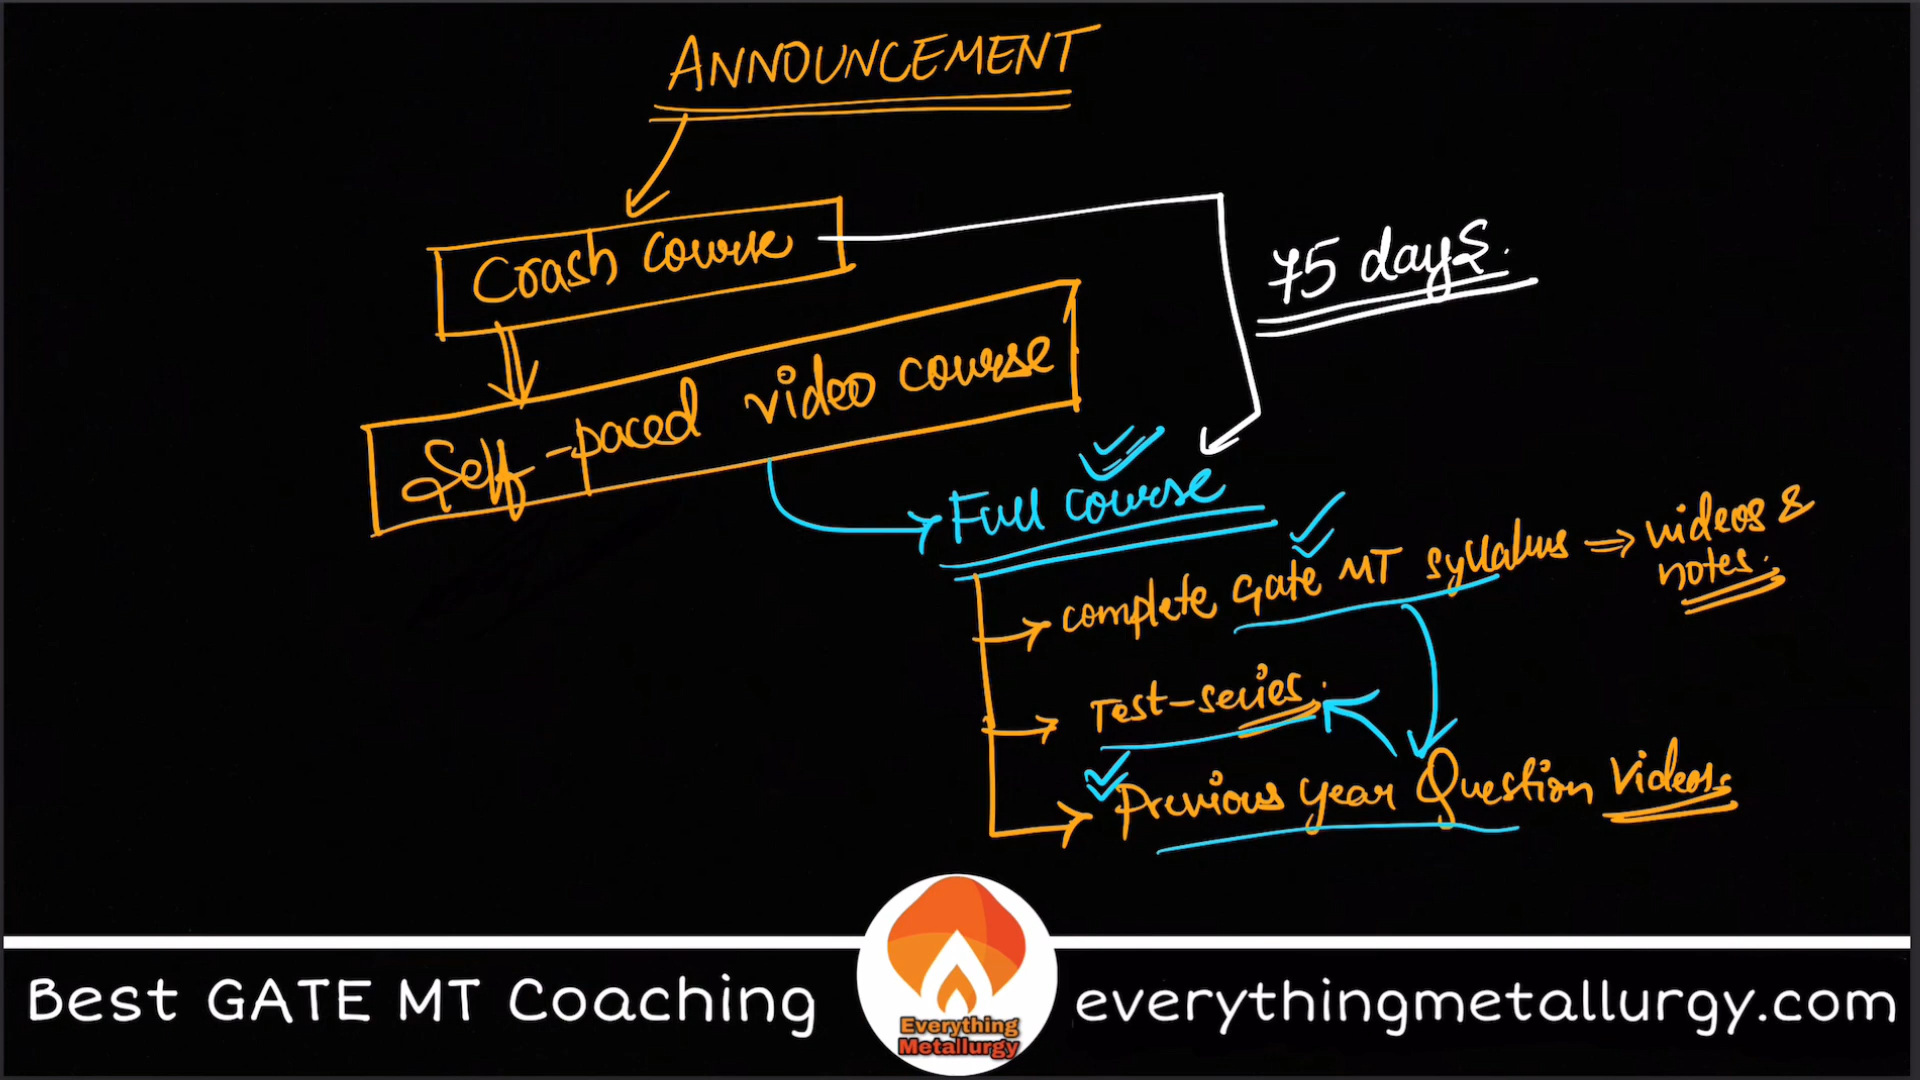 ANNOUNCEMENT
Crash course
75 days.
Self-paced video course
Full course
complete Gate MT syllabus ⇒ videos &
notes.
Test-series.
Previous year Question Videos.
Best GATE MT Coaching
Everything
Metallurgy
everythingmetallurgy.com